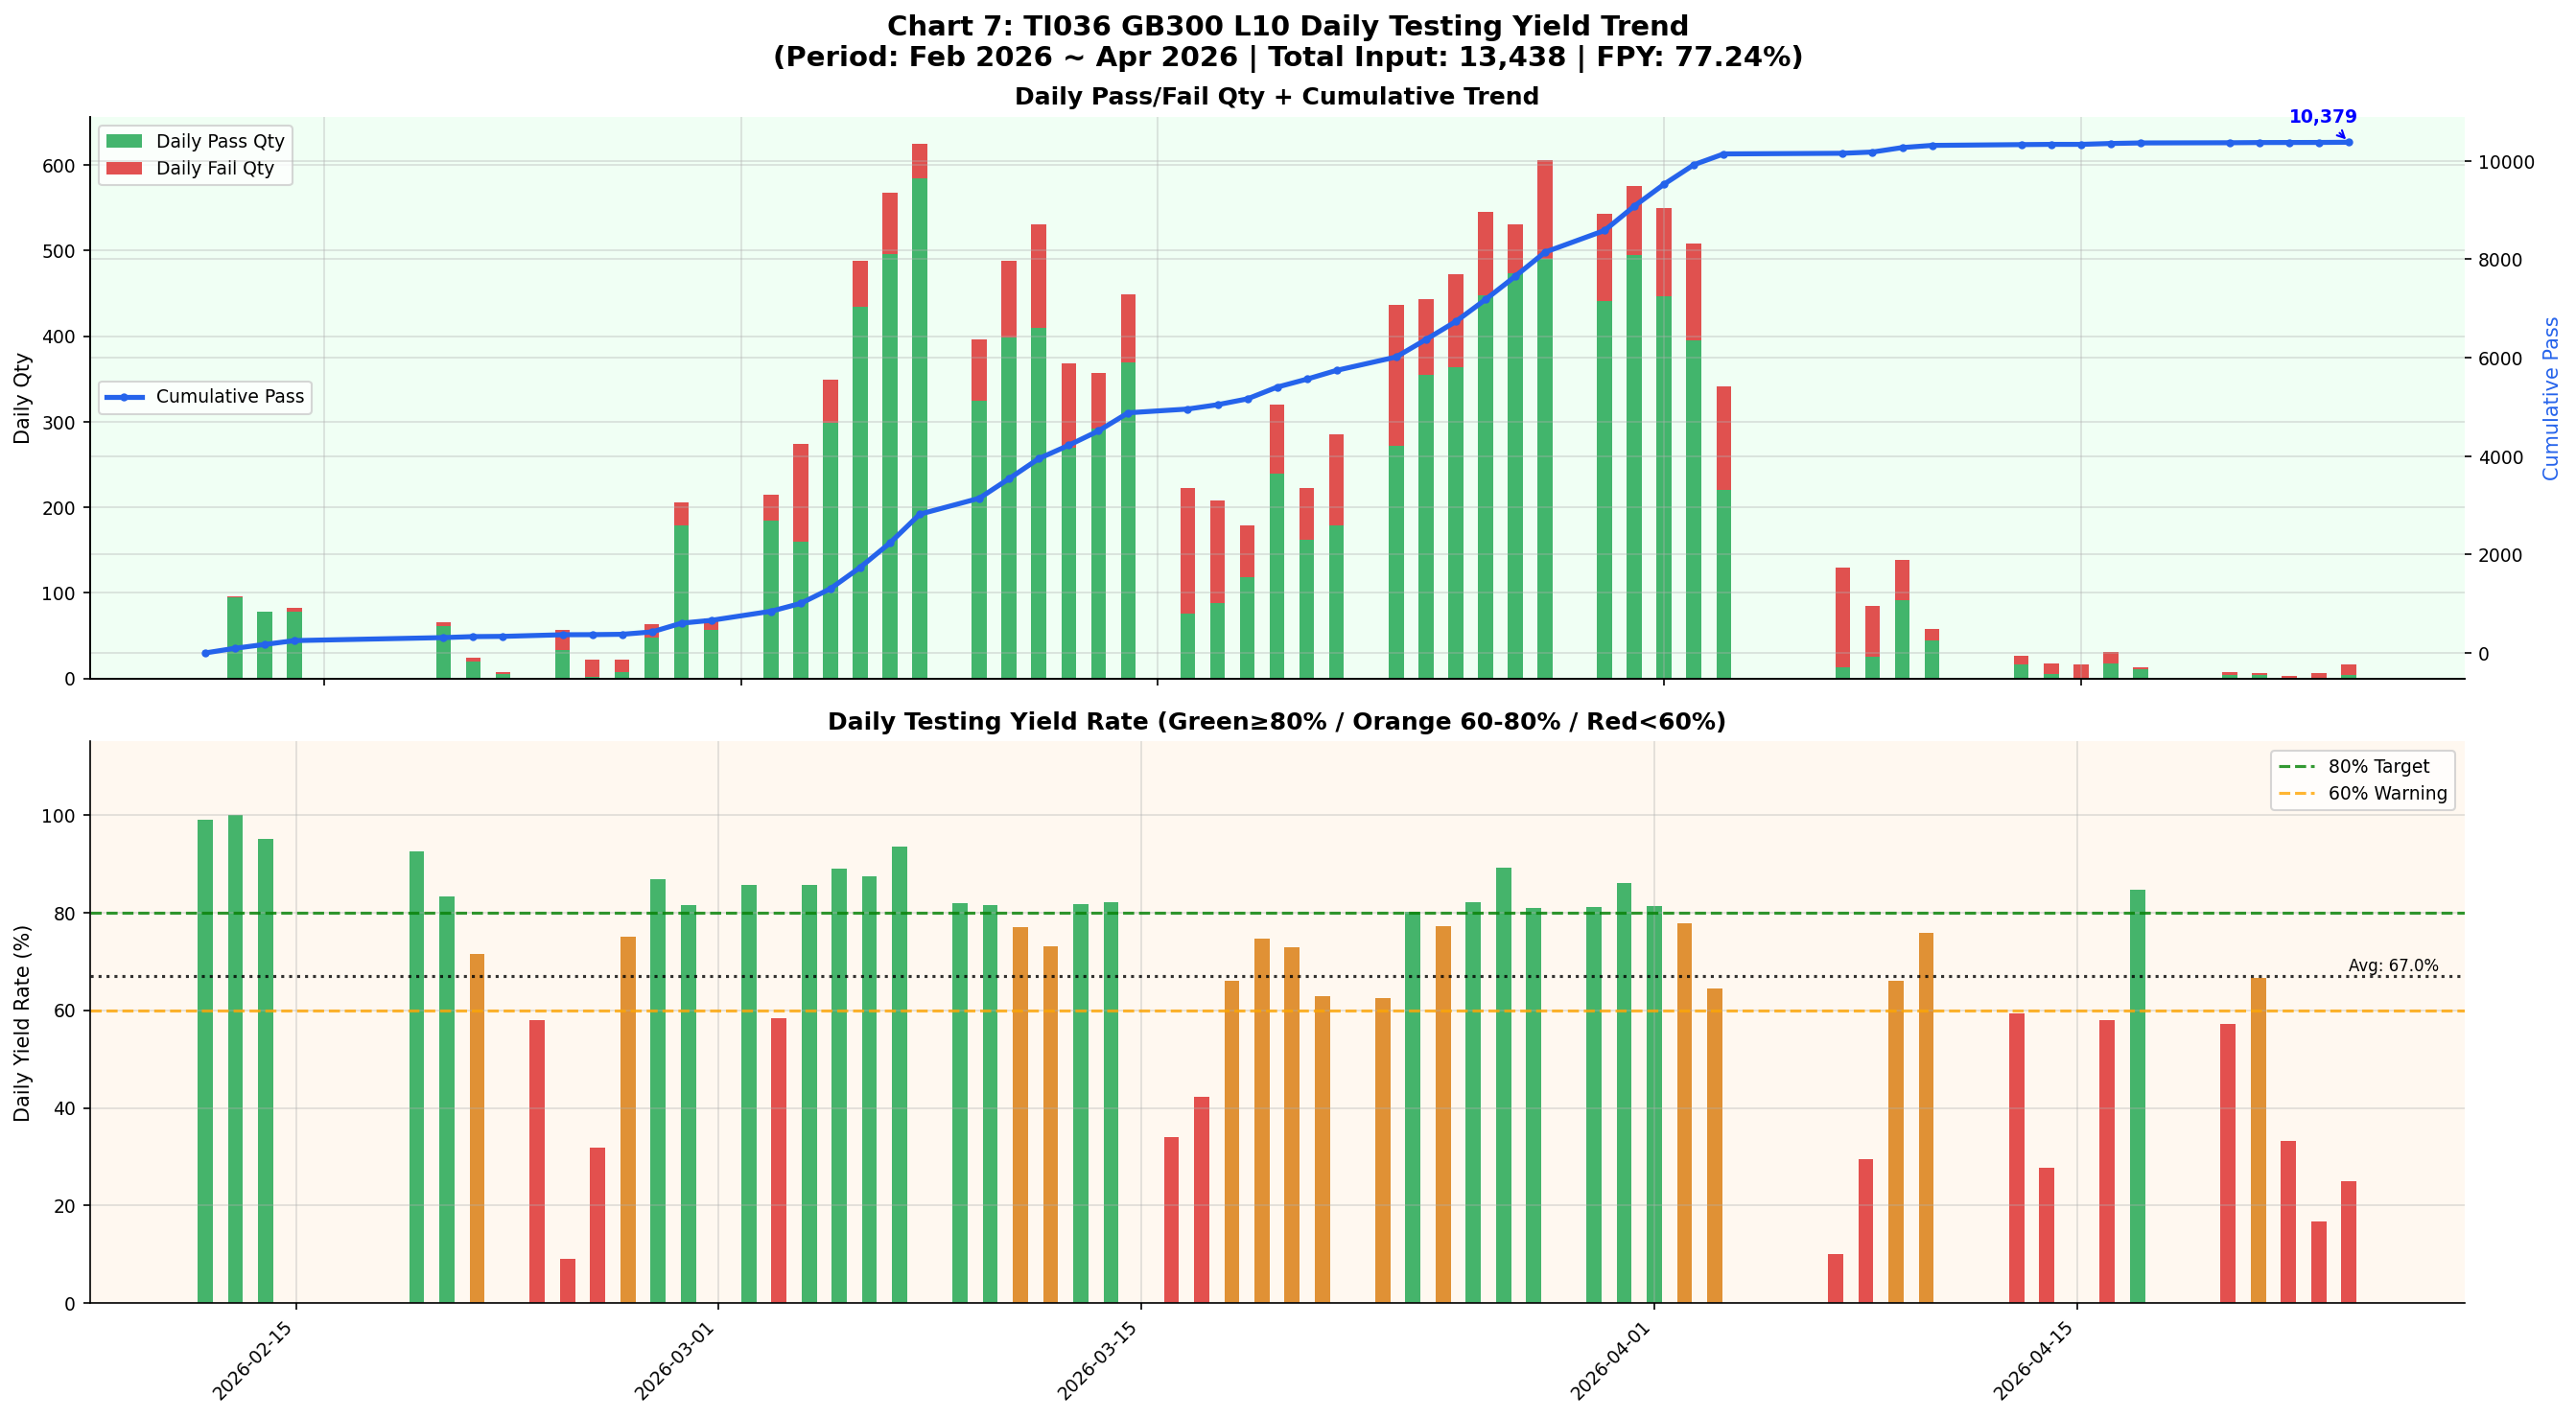 Chart 7: TI036 GB300 L10 Daily Testing Yield Trend
(Period: Feb 2026 ~ Apr 2026 | Total Input: 13,438 | FPY: 77.24%)
Daily Pass/Fail Qty + Cumulative Trend
Daily Pass Qty
Daily Fail Qty
Cumulative Pass
10,379
Daily Qty
600
500
400
300
200
100
0
10000
8000
6000
4000
2000
0
Cumulative Pass
Daily Testing Yield Rate (Green≥80% / Orange 60-80% / Red<60%)
80% Target
60% Warning
Avg: 67.0%
Daily Yield Rate (%)
100
80
60
40
20
0
2026-02-15
2026-03-01
2026-03-15
2026-04-01
2026-04-15